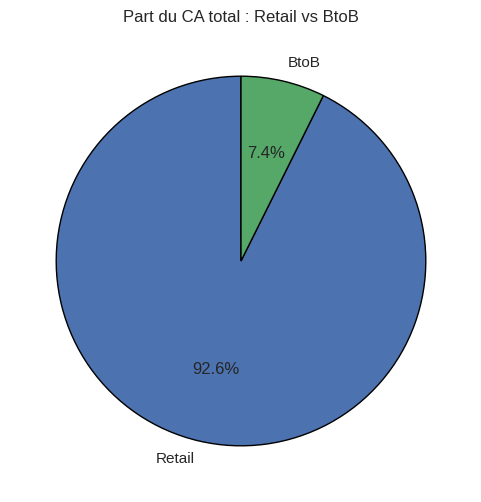 Part du CA total : Retail vs BtoB
BtoB
7.4%
92.6%
Retail